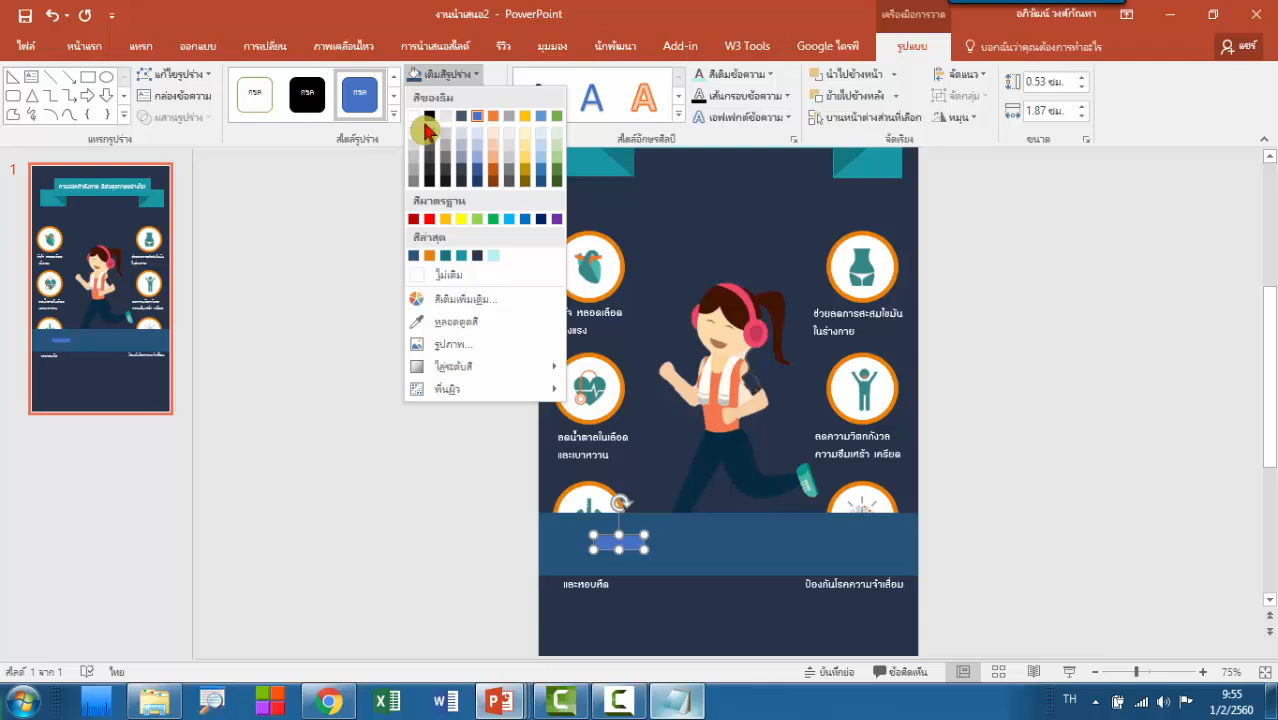 งานนำเสนอ2 - PowerPoint
เครื่องมือการวาด
อภิวัฒน์ วงศ์กัณหา
ไฟล์ หน้าแรก แทรก ออกแบบ การเปลี่ยน ภาพเคลื่อนไหว การนำเสนอสไลด์ รีวิว มุมมอง นักพัฒนา Add-in W3 Tools Google ไดรฟ์ รูปแบบ บอกฉันว่าคุณต้องการทำอะไร แชร์
แก้ไขรูปร่าง
กล่องข้อความ
ผสานรูปร่าง
แทรกรูปร่าง
กขค กขค กขค
สไตล์รูปร่าง
เติมสีรูปร่าง
A A
สีเติมข้อความ
เส้นกรอบข้อความ
เอฟเฟกต์ข้อความ
สไตล์อักษรศิลป์
นำไปข้างหน้า
ย้ายไปข้างหลัง
บานหน้าต่างส่วนที่เลือก
จัดแนว
จัดกลุ่ม
หมุน
จัดเรียง
0.53 ซม.
1.87 ซม.
ขนาด
สีของธีม
สีมาตรฐาน
สีล่าสุด
ไม่เติม
สีเติมเพิ่มเติม...
หลอดดูดสี
รูปภาพ...
ไล่ระดับสี
พื้นผิว
1
ใจ หลอดเลือด
ช่วยลดการสะสมไขมัน
ในร่างกาย
ลดน้ำตาลในเลือด
และเบาหวาน
ลดความวิตกกังวล
ความซึมเศร้า เครียด
และหอบหืด
ป้องกันโรคความจำเสื่อม
สไลด์ 1 จาก 1 ไทย บันทึกย่อ ข้อคิดเห็น 75%
TH
9:55
1/2/2560